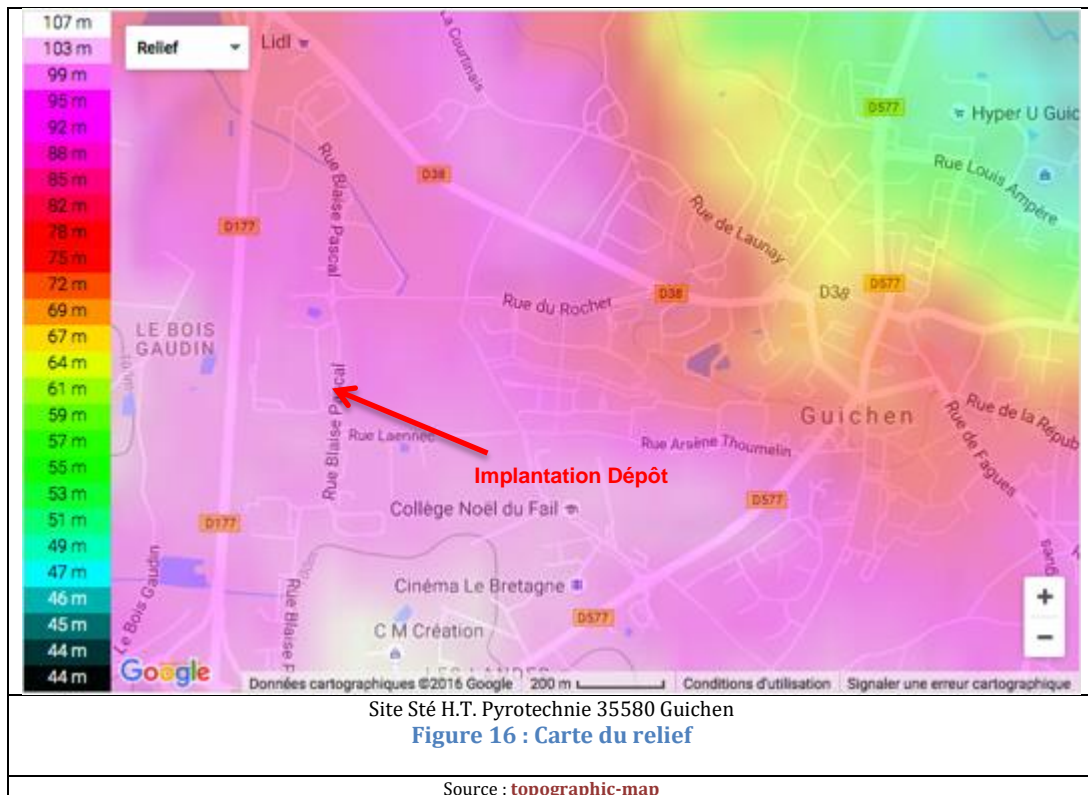 107 m
103 m
99 m
95 m
92 m
88 m
85 m
82 m
78 m
75 m
72 m
69 m
67 m
64 m
61 m
59 m
57 m
55 m
53 m
51 m
49 m
47 m
46 m
45 m
44 m
44 m
Relief
Lidl
La Courtinais
D577
Hyper U Guic
Rue Louis Ampère
D38
Rue Blaise Pascal
D177
Rue de Launay
D38
D577
Rue du Rocher
D38
LE BOIS
GAUDIN
Rue Blaise Pascal
Rue Laennec
Guichen
Rue de la Répub
Rue Arsène Thoumelin
Rue de Fagues
Implantation Dépôt
D577
Collège Noël du Fail
D177
Le Bois Gaudin
Rue Blaise P
Cinéma Le Bretagne
D577
C M Création
LES LANDES
+
−
Google
Données cartographiques ©2016 Google
200 m
Conditions d'utilisation
Signaler une erreur cartographique
Site Sté H.T. Pyrotechnie 35580 Guichen
Figure 16 : Carte du relief
Source : topographic-map